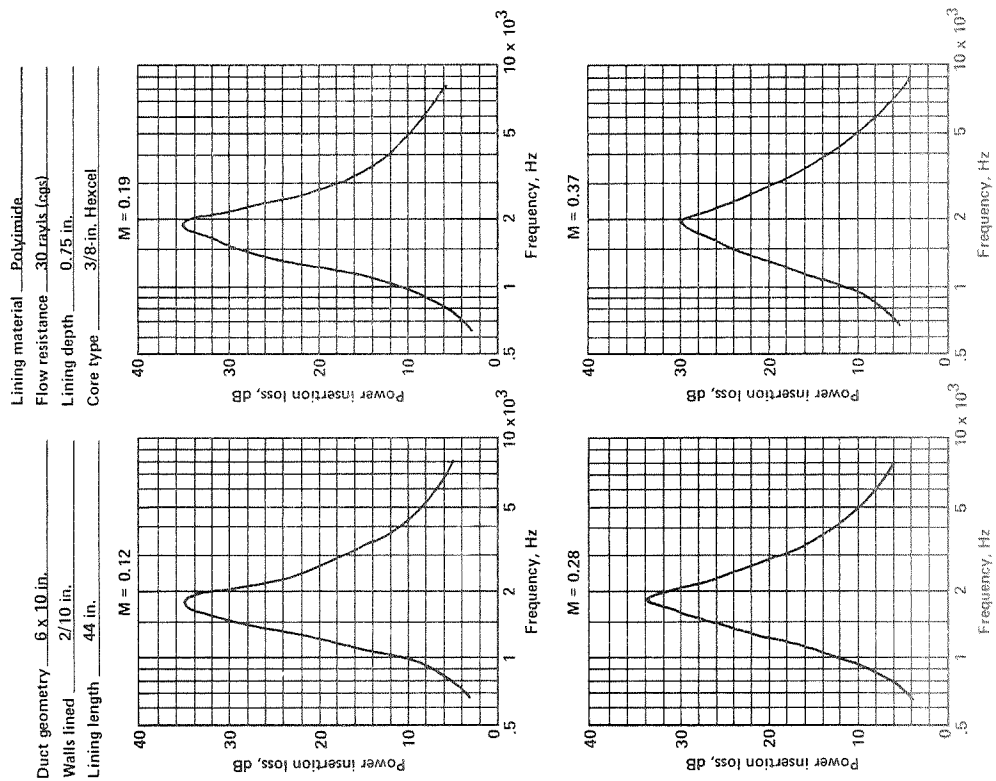 Duct geometry 6 x 10 in.
Walls lined 2/10 in.
Lining length 44 in.
Lining material Polyimide
Flow resistance 30 rayls (cgs)
Lining depth 0.75 in.
Core type 3/8-in. Hexcel
M = 0.12
40
30
20
10
0
Power insertion loss, dB
.5
1
2
5
10 x 10³
Frequency, Hz
M = 0.19
40
30
20
10
0
Power insertion loss, dB
.5
1
2
5
10 x 10³
Frequency, Hz
M = 0.28
40
30
20
10
0
Power insertion loss, dB
.5
1
2
5
10 x 10³
Frequency, Hz
M = 0.37
40
30
20
10
0
Power insertion loss, dB
.5
1
2
5
10 x 10³
Frequency, Hz